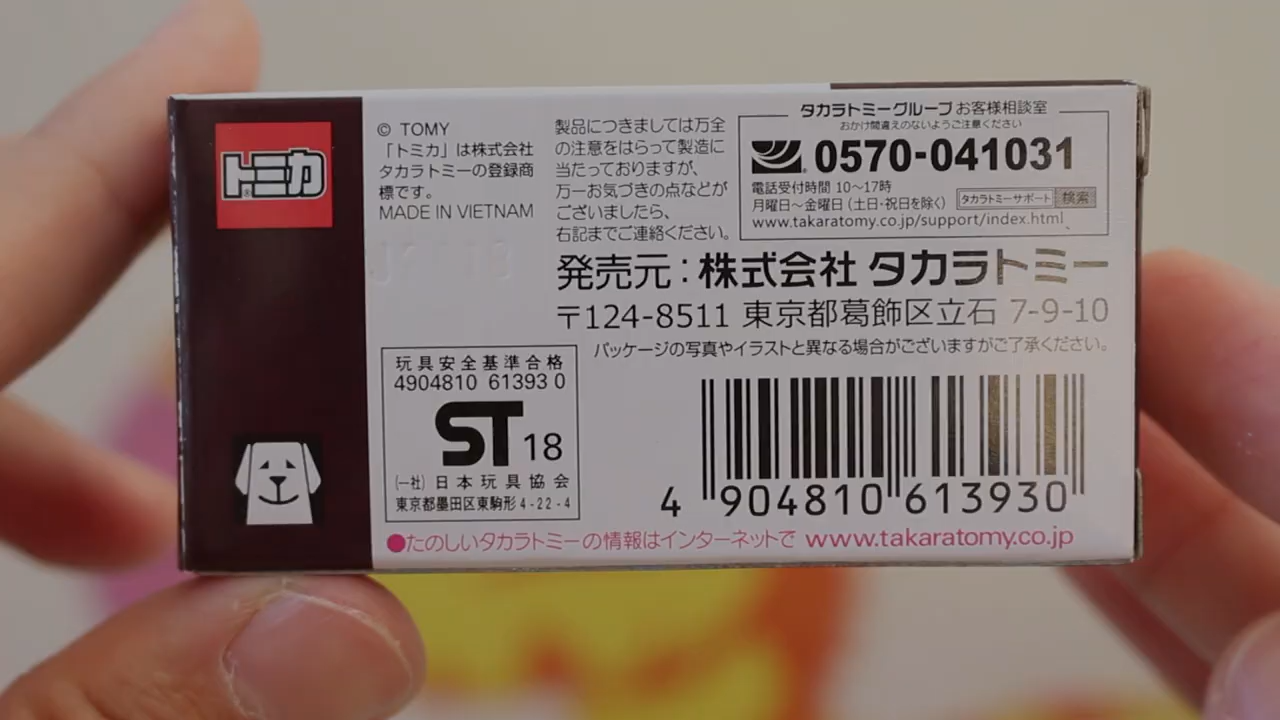 トミカ
®
© TOMY
「トミカ」は株式会社
タカラトミーの登録商
標です。
MADE IN VIETNAM
製品につきましては万全
の注意をはらって製造に
当たっておりますが、
万一お気づきの点などが
ございましたら、
右記までご連絡ください。
タカラトミーグループ お客様相談室
おかけ間違えのないようご注意ください
0570-041031
電話受付時間 10〜17時
月曜日〜金曜日（土日・祝日を除く）
タカラトミーサポート 検索
www.takaratomy.co.jp/support/index.html
発売元：株式会社 タカラトミー
〒124-8511 東京都葛飾区立石 7-9-10
パッケージの写真やイラストと異なる場合がございますがご了承ください。
玩具安全基準合格
4904810 61393 0
ST 18
(一社) 日本玩具協会
東京都墨田区東駒形 4-22-4
4 904810 613930
●たのしいタカラトミーの情報はインターネットで www.takaratomy.co.jp